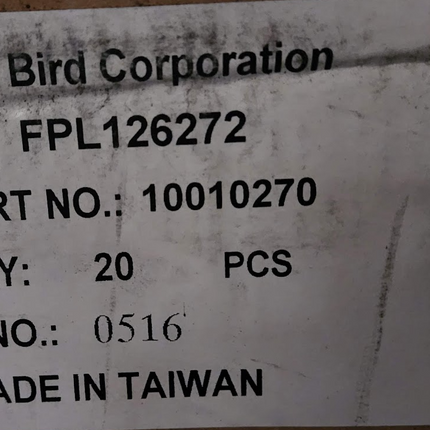 Bird Corporation
FPL126272
RT NO.: 10010270
Y: 20 PCS
NO.: 0516
ADE IN TAIWAN